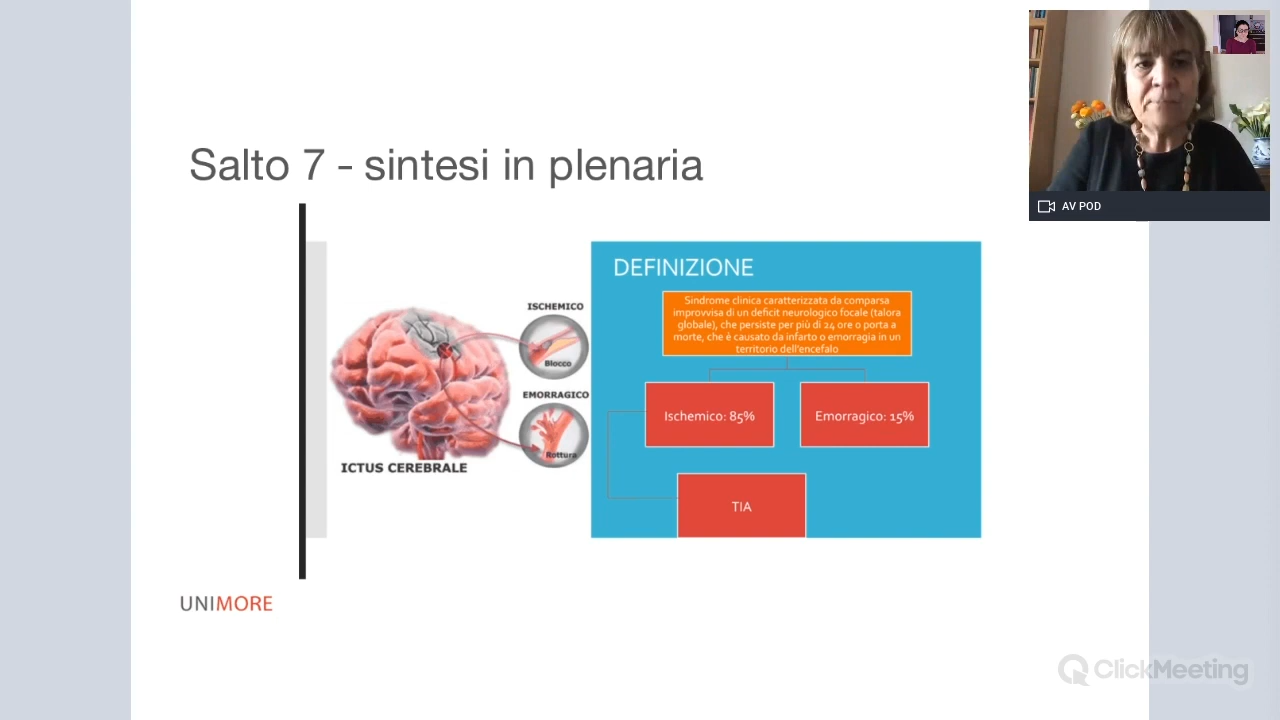 AV POD
Salto 7 - sintesi in plenaria
ISCHEMICO
Blocco
EMORRAGICO
Rottura
ICTUS CEREBRALE
DEFINIZIONE
Sindrome clinica caratterizzata da comparsa
improvvisa di un deficit neurologico focale (talora
globale), che persiste per più di 24 ore o porta a
morte, che è causato da infarto o emorragia in un
territorio dell'encefalo
Ischemico: 85%
Emorragico: 15%
TIA
UNIMORE
ClickMeeting